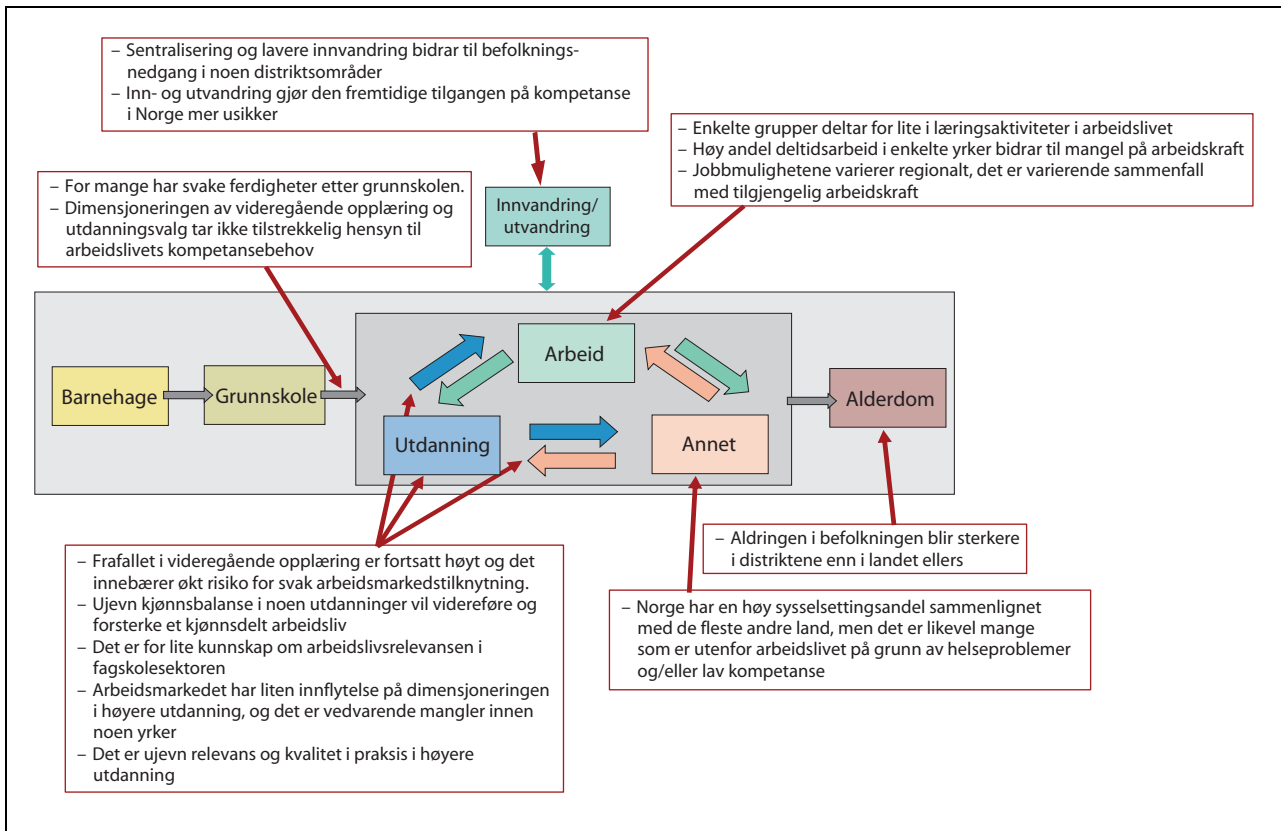 – Sentralisering og lavere innvandring bidrar til befolknings-
nedgang i noen distriktsområder
– Inn- og utvandring gjør den fremtidige tilgangen på kompetanse
i Norge mer usikker
– Enkelte grupper deltar for lite i læringsaktiviteter i arbeidslivet
– Høy andel deltidsarbeid i enkelte yrker bidrar til mangel på arbeidskraft
– Jobbmulighetene varierer regionalt, det er varierende sammenfall
med tilgjengelig arbeidskraft
– For mange har svake ferdigheter etter grunnskolen.
– Dimensjoneringen av videregående opplæring og
utdanningsvalg tar ikke tilstrekkelig hensyn til
arbeidslivets kompetansebehov
Innvandring/
utvandring
Arbeid
Barnehage
Grunnskole
Alderdom
Utdanning
Annet
– Frafallet i videregående opplæring er fortsatt høyt og det
innebærer økt risiko for svak arbeidsmarkedstilknytning.
– Ujevn kjønnsbalanse i noen utdanninger vil videreføre og
forsterke et kjønnsdelt arbeidsliv
– Det er for lite kunnskap om arbeidslivsrelevansen i
fagskolesektoren
– Arbeidsmarkedet har liten innflytelse på dimensjoneringen
i høyere utdanning, og det er vedvarende mangler innen
noen yrker
– Det er ujevn relevans og kvalitet i praksis i høyere
utdanning
– Aldringen i befolkningen blir sterkere
i distriktene enn i landet ellers
– Norge har en høy sysselsettingsandel sammenlignet
med de fleste andre land, men det er likevel mange
som er utenfor arbeidslivet på grunn av helseproblemer
og/eller lav kompetanse